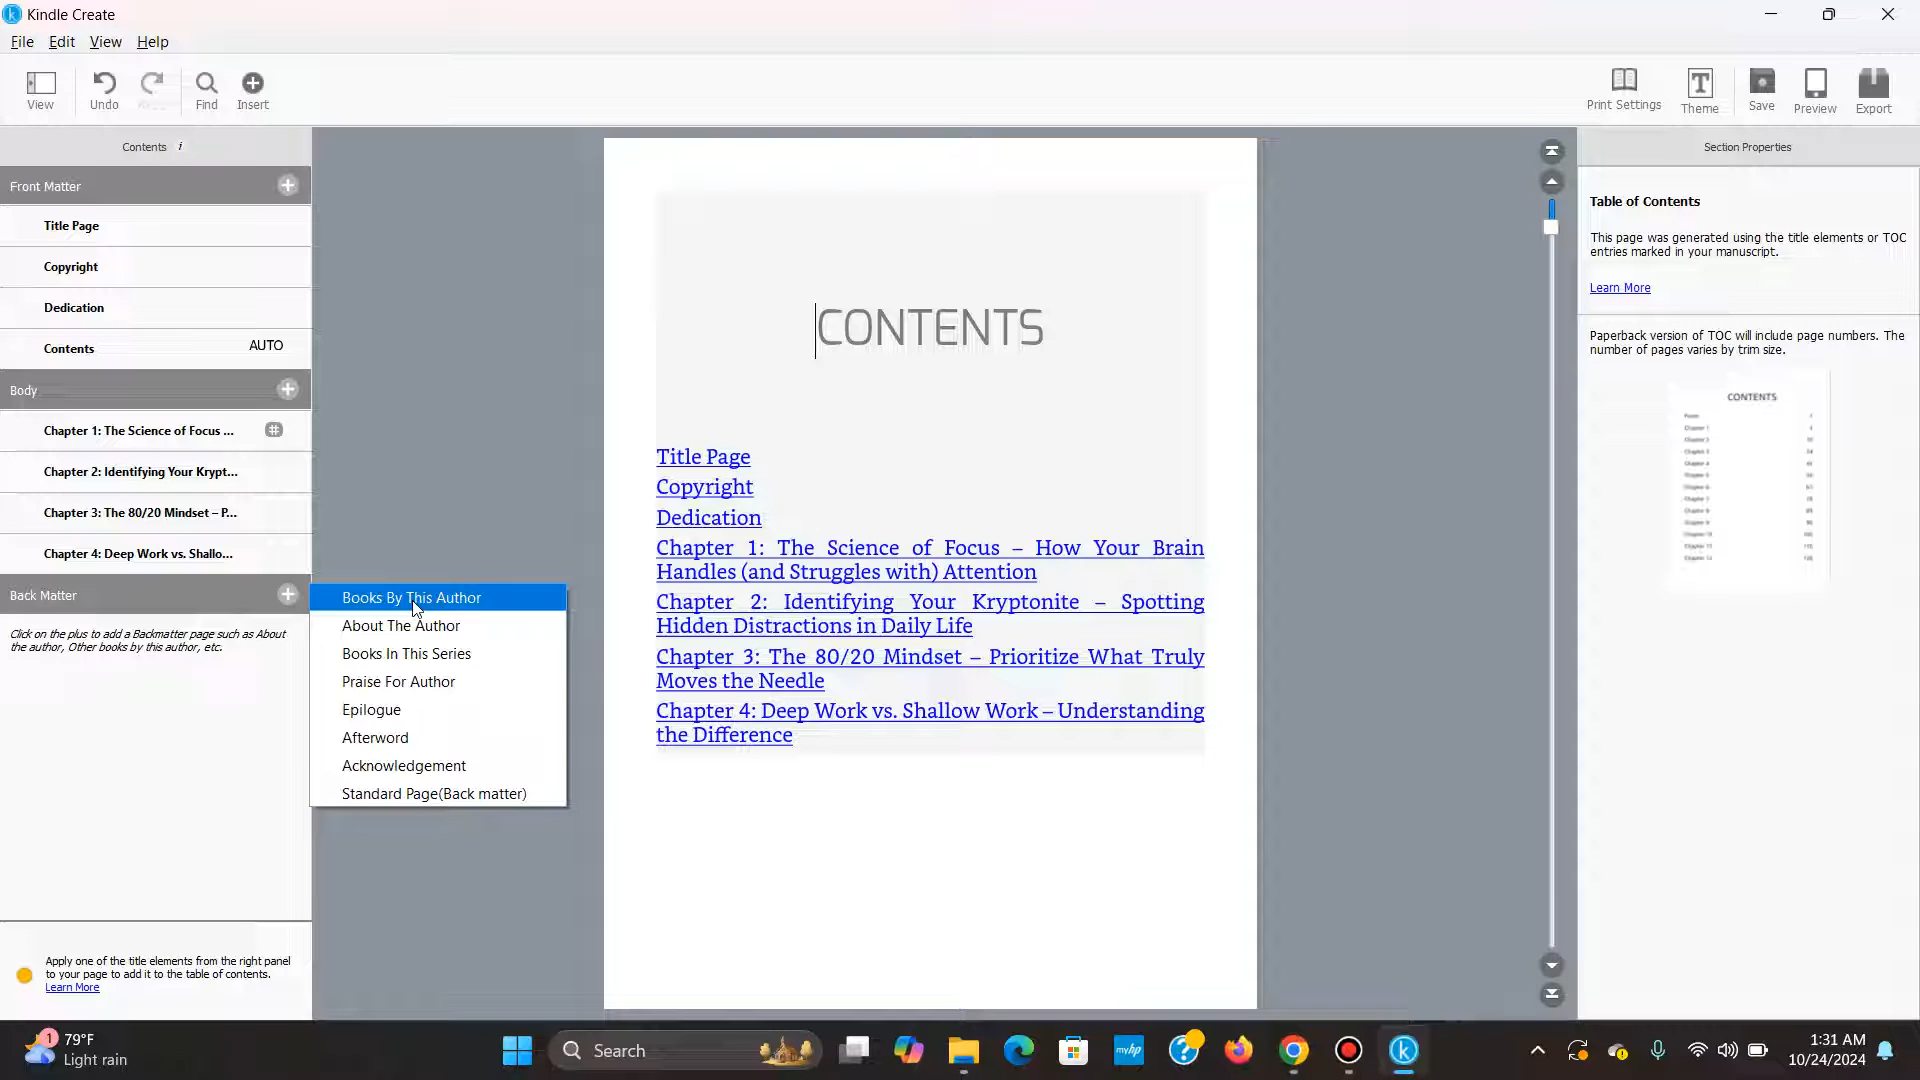 Kindle Create
File Edit View Help
View Undo Find Insert Print Settings Theme Save Preview Export
Contents i
Front Matter
Title Page
Copyright
Dedication
Contents AUTO
Body
Chapter 1: The Science of Focus ...
Chapter 2: Identifying Your Krypt...
Chapter 3: The 80/20 Mindset – P...
Chapter 4: Deep Work vs. Shallo...
Back Matter
Click on the plus to add a Backmatter page such as About
the author, Other books by this author, etc.
Books By This Author
About The Author
Books In This Series
Praise For Author
Epilogue
Afterword
Acknowledgement
Standard Page(Back matter)
Apply one of the title elements from the right panel
to your page to add it to the table of contents.
Learn More
CONTENTS
Title Page
Copyright
Dedication
Chapter 1: The Science of Focus – How Your Brain
Handles (and Struggles with) Attention
Chapter 2: Identifying Your Kryptonite – Spotting
Hidden Distractions in Daily Life
Chapter 3: The 80/20 Mindset – Prioritize What Truly
Moves the Needle
Chapter 4: Deep Work vs. Shallow Work – Understanding
the Difference
Section Properties
Table of Contents
This page was generated using the title elements or TOC
entries marked in your manuscript.
Learn More
Paperback version of TOC will include page numbers. The
number of pages varies by trim size.
CONTENTS
1
79°F
Light rain
Search
myhp
1:31 AM
10/24/2024